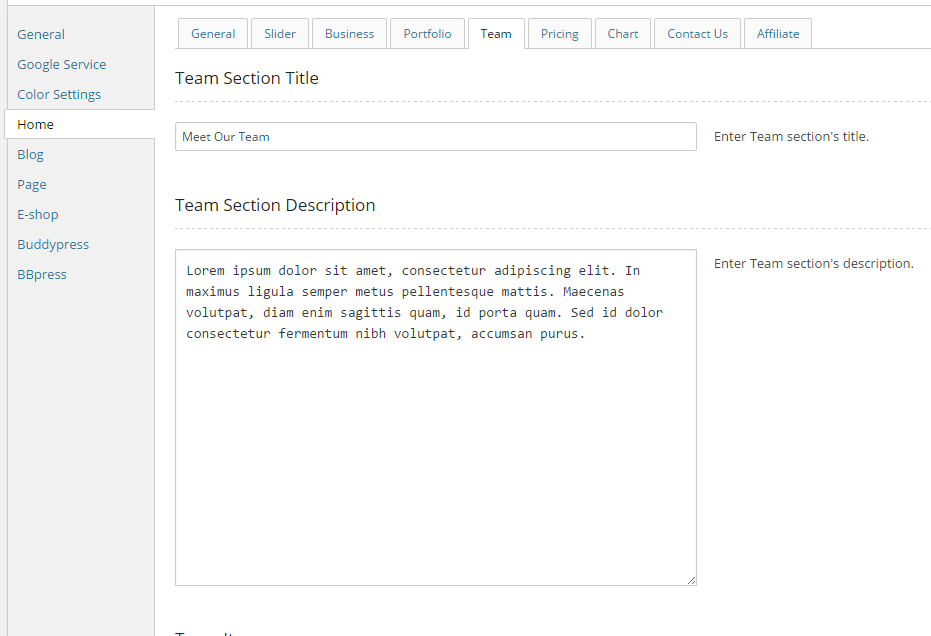 General
Google Service
Color Settings
Home
Blog
Page
E-shop
Buddypress
BBpress
General Slider Business Portfolio Team Pricing Chart Contact Us Affiliate
Team Section Title
Meet Our Team
Enter Team section's title.
Team Section Description
Lorem ipsum dolor sit amet, consectetur adipiscing elit. In
maximus ligula semper metus pellentesque mattis. Maecenas
volutpat, diam enim sagittis quam, id porta quam. Sed id dolor
consectetur fermentum nibh volutpat, accumsan purus.
Enter Team section's description.